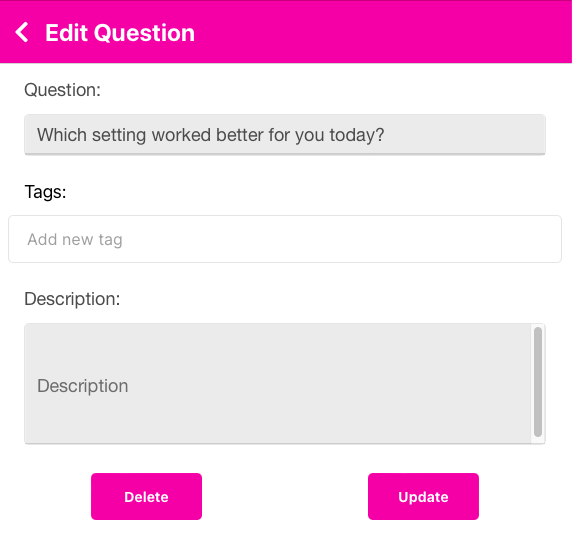 Edit Question
Question:
Which setting worked better for you today?
Tags:
Add new tag
Description:
Description
Delete
Update